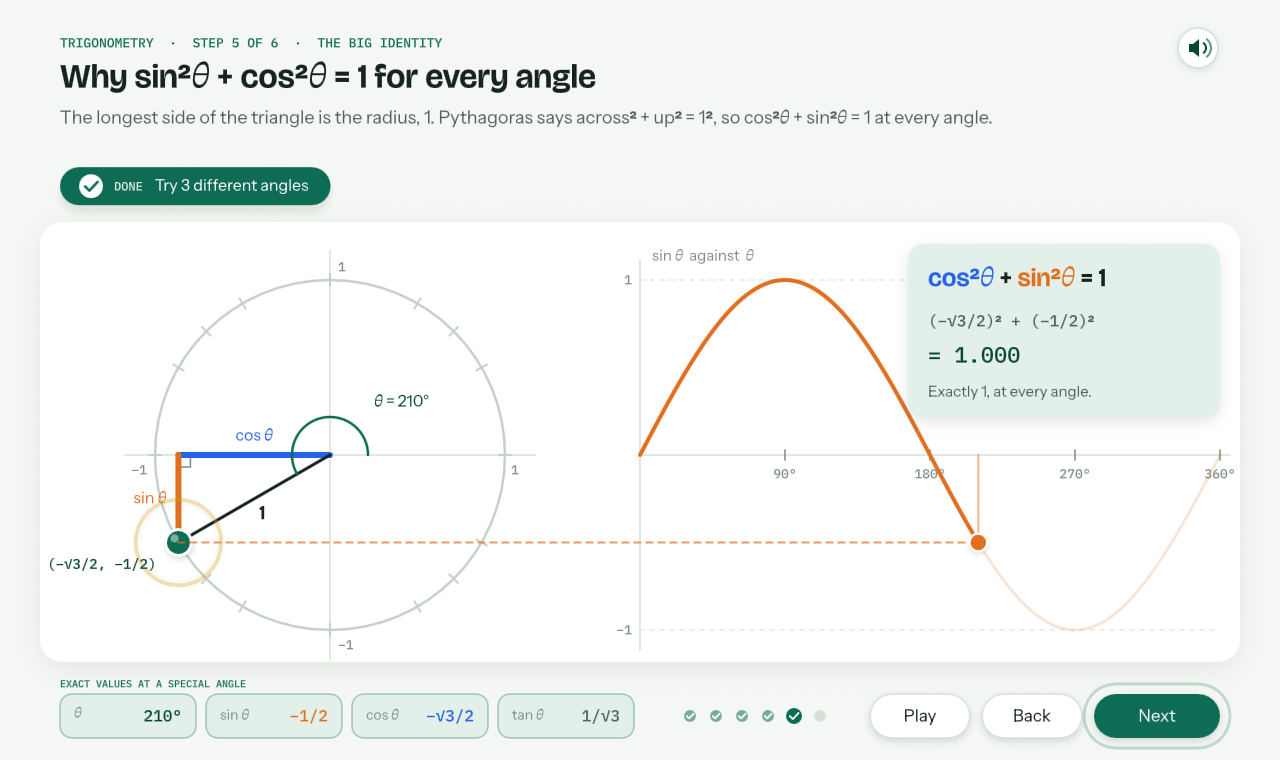 TRIGONOMETRY · STEP 5 OF 6 · THE BIG IDENTITY
Why sin²θ + cos²θ = 1 for every angle
The longest side of the triangle is the radius, 1. Pythagoras says across² + up² = 1², so cos²θ + sin²θ = 1 at every angle.
DONE Try 3 different angles
1
θ = 210°
cos θ
−1
1
sin θ
1
(−√3/2, −1/2)
−1
sin θ against θ
1
90°
180°
270°
360°
−1
cos²θ + sin²θ = 1
(−√3/2)² + (−1/2)²
= 1.000
Exactly 1, at every angle.
EXACT VALUES AT A SPECIAL ANGLE
θ 210°
sin θ −1/2
cos θ −√3/2
tan θ 1/√3
Play
Back
Next